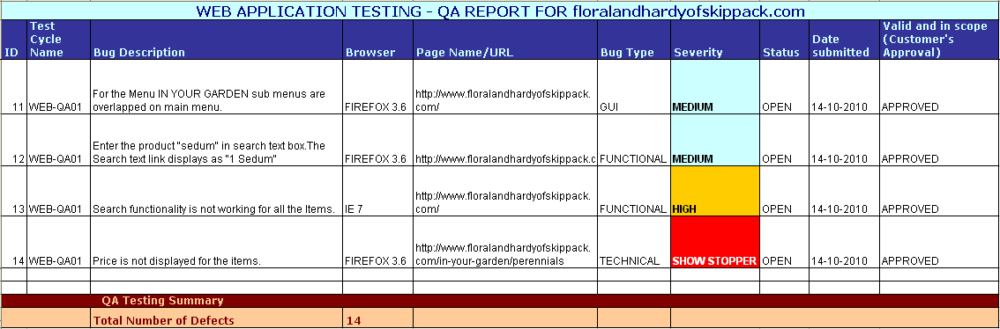 WEB APPLICATION TESTING - QA REPORT FOR floralandhardyofskippack.com
ID
Test
Cycle
Name
Bug Description
Browser
Page Name/URL
Bug Type
Severity
Status
Date
submitted
Valid and in scope
(Customer's
Approval)
11
WEB-QA01
For the Menu IN YOUR GARDEN sub menus are
overlapped on main menu.
FIREFOX 3.6
http://www.floralandhardyofskippack.
com/
GUI
MEDIUM
OPEN
14-10-2010
APPROVED
12
WEB-QA01
Enter the product "sedum" in search text box.The
Search text link displays as "1 Sedum"
FIREFOX 3.6
http://www.floralandhardyofskippack.c
FUNCTIONAL
MEDIUM
OPEN
14-10-2010
APPROVED
13
WEB-QA01
Search functionality is not working for all the Items.
IE 7
http://www.floralandhardyofskippack.
com/
FUNCTIONAL
HIGH
OPEN
14-10-2010
APPROVED
14
WEB-QA01
Price is not displayed for the items.
FIREFOX 3.6
http://www.floralandhardyofskippack.
com/in-your-garden/perennials
TECHNICAL
SHOW STOPPER
OPEN
14-10-2010
APPROVED
QA Testing Summary
Total Number of Defects
14